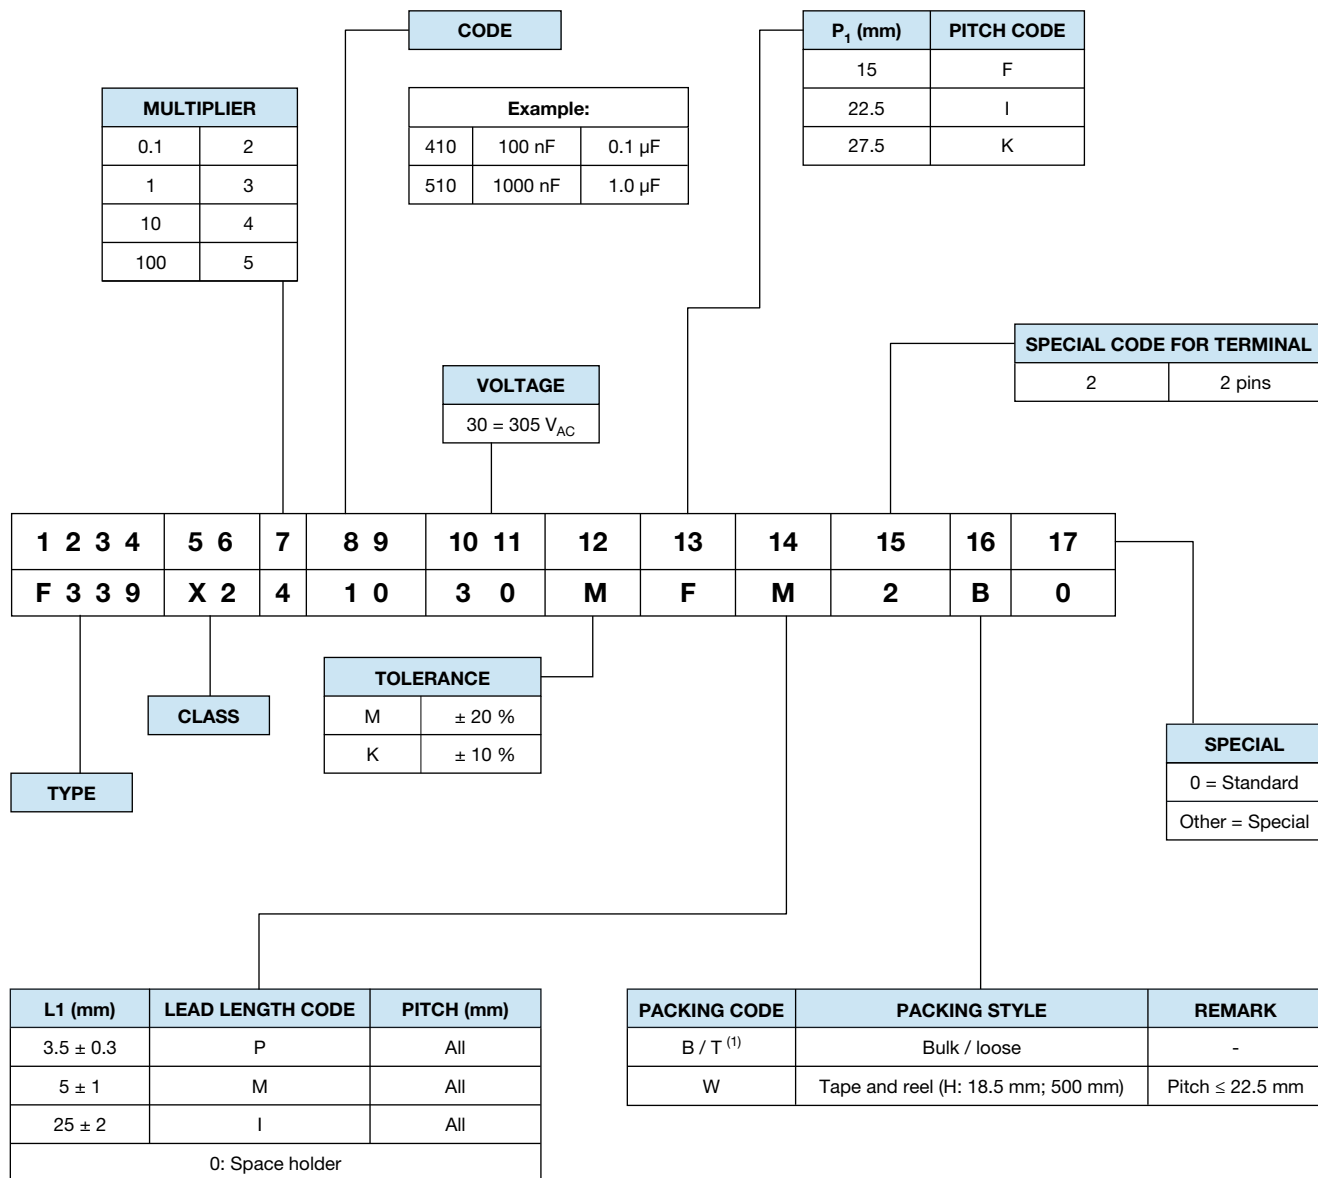 CODE
P1 (mm) PITCH CODE
15 F
22.5 I
27.5 K
MULTIPLIER
0.1 2
1 3
10 4
100 5
Example:
410 100 nF 0.1 µF
510 1000 nF 1.0 µF
SPECIAL CODE FOR TERMINAL
2 2 pins
VOLTAGE
30 = 305 VAC
1 2 3 4 5 6 7 8 9 10 11 12 13 14 15 16 17
F 3 3 9 X 2 4 1 0 3 0 M F M 2 B 0
TOLERANCE
M ± 20 %
K ± 10 %
CLASS
TYPE
SPECIAL
0 = Standard
Other = Special
L1 (mm) LEAD LENGTH CODE PITCH (mm)
3.5 ± 0.3 P All
5 ± 1 M All
25 ± 2 I All
0: Space holder
PACKING CODE PACKING STYLE REMARK
B / T (1) Bulk / loose -
W Tape and reel (H: 18.5 mm; 500 mm) Pitch ≤ 22.5 mm